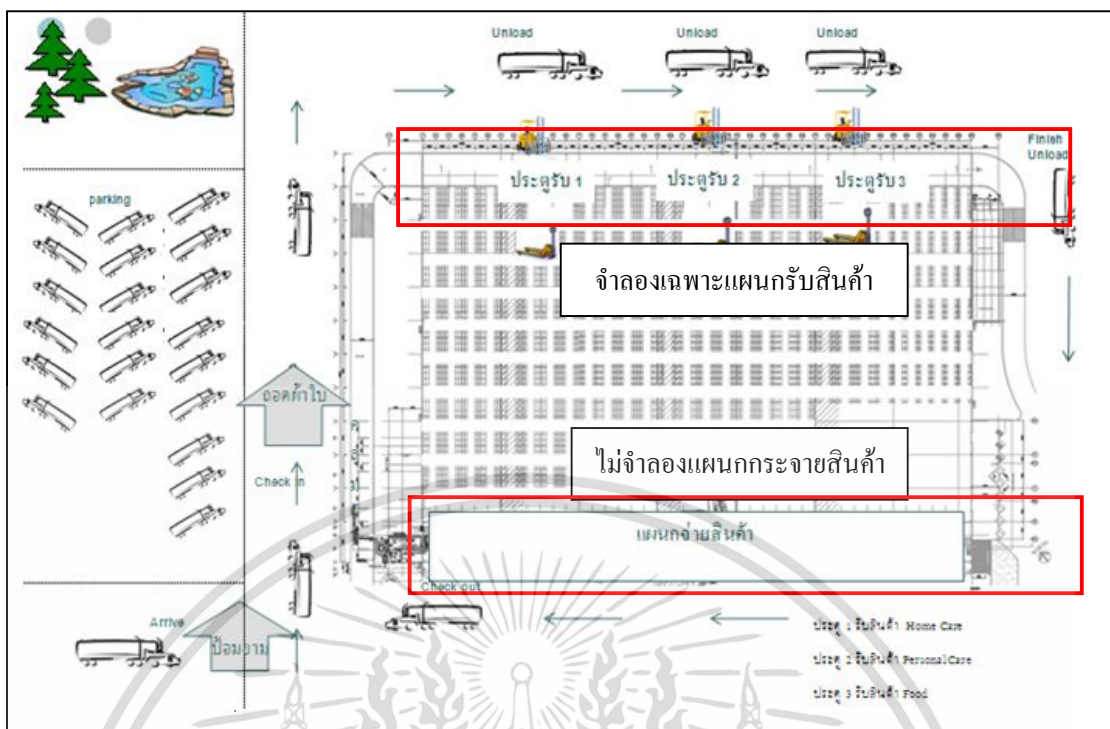 Unload
Unload
Unload
Finish
Unload
ประตูรับ 1
ประตูรับ 2
ประตูรับ 3
parking
จำลองเฉพาะแผนกรับสินค้า
ถอดผ้าใบ
ไม่จำลองแผนกกระจายสินค้า
Check in
แผนกจ่ายสินค้า
Check out
Arrive
ป้อมยาม
ประตู 1 รับสินค้า Home Care
ประตู 2 รับสินค้า Personal Care
ประตู 3 รับสินค้า Food